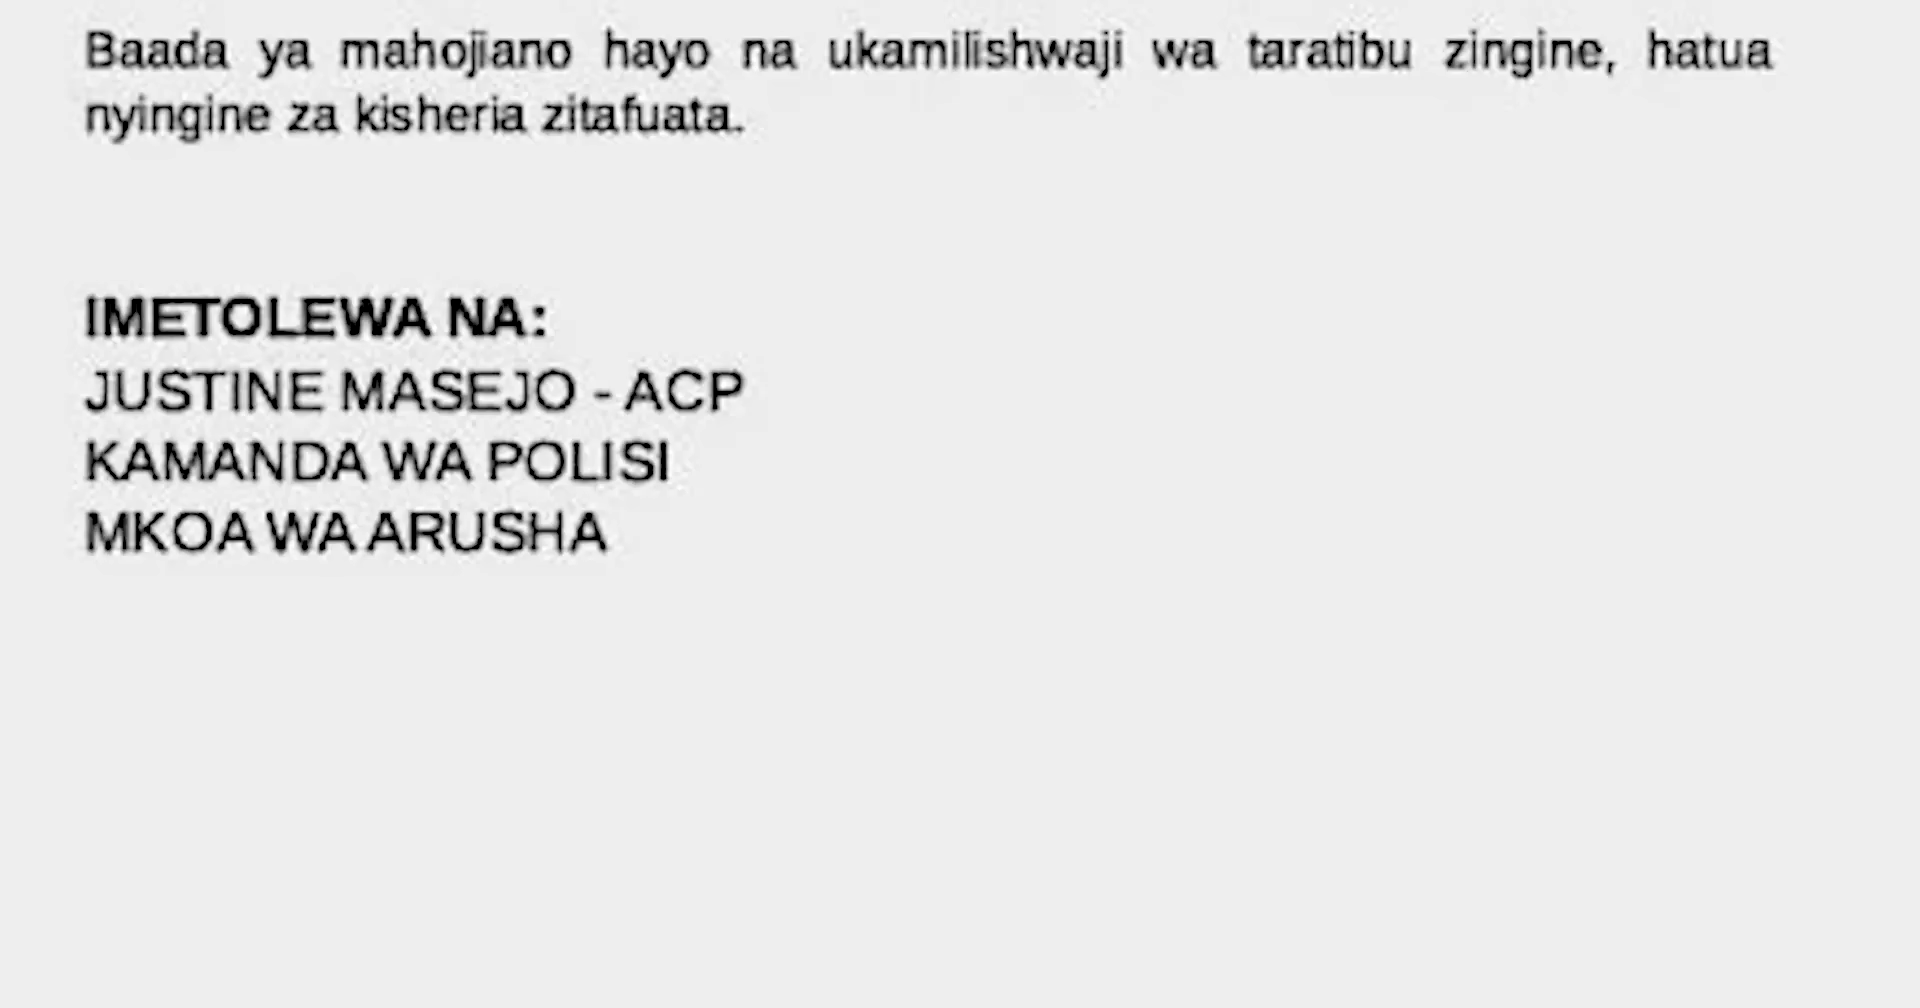 Baada ya mahojiano hayo na ukamilishwaji wa taratibu zingine, hatua
nyingine za kisheria zitafuata.
IMETOLEWA NA:
JUSTINE MASEJO - ACP
KAMANDA WA POLISI
MKOA WA ARUSHA